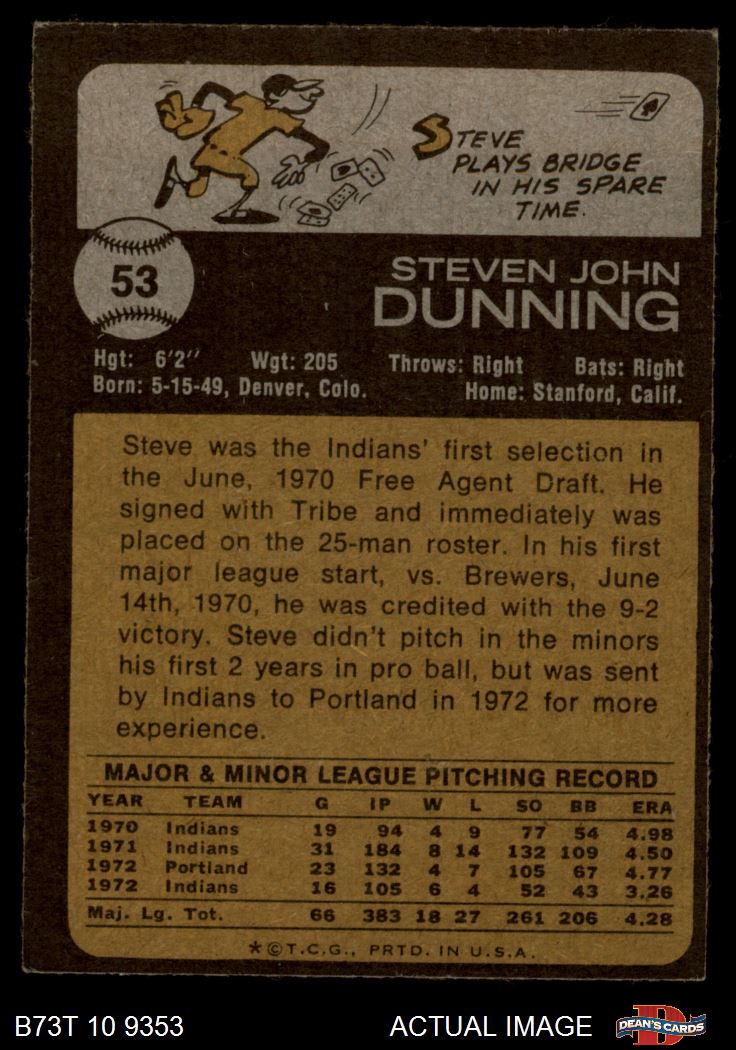 STEVE
PLAYS BRIDGE
IN HIS SPARE
TIME.
53
STEVEN JOHN
DUNNING
Hgt: 6'2" Wgt: 205 Throws: Right Bats: Right
Born: 5-15-49, Denver, Colo. Home: Stanford, Calif.
Steve was the Indians' first selection in
the June, 1970 Free Agent Draft. He
signed with Tribe and immediately was
placed on the 25-man roster. In his first
major league start, vs. Brewers, June
14th, 1970, he was credited with the 9-2
victory. Steve didn't pitch in the minors
his first 2 years in pro ball, but was sent
by Indians to Portland in 1972 for more
experience.
MAJOR & MINOR LEAGUE PITCHING RECORD
YEAR TEAM G IP W L SO BB ERA
1970 Indians 19 94 4 9 77 54 4.98
1971 Indians 31 184 8 14 132 109 4.50
1972 Portland 23 132 4 7 105 67 4.77
1972 Indians 16 105 6 4 52 43 3.26
Maj. Lg. Tot. 66 383 18 27 261 206 4.28
*©T.C.G., PRTD. IN U.S.A.
B73T 10 9353 ACTUAL IMAGE D DEAN'S CARDS